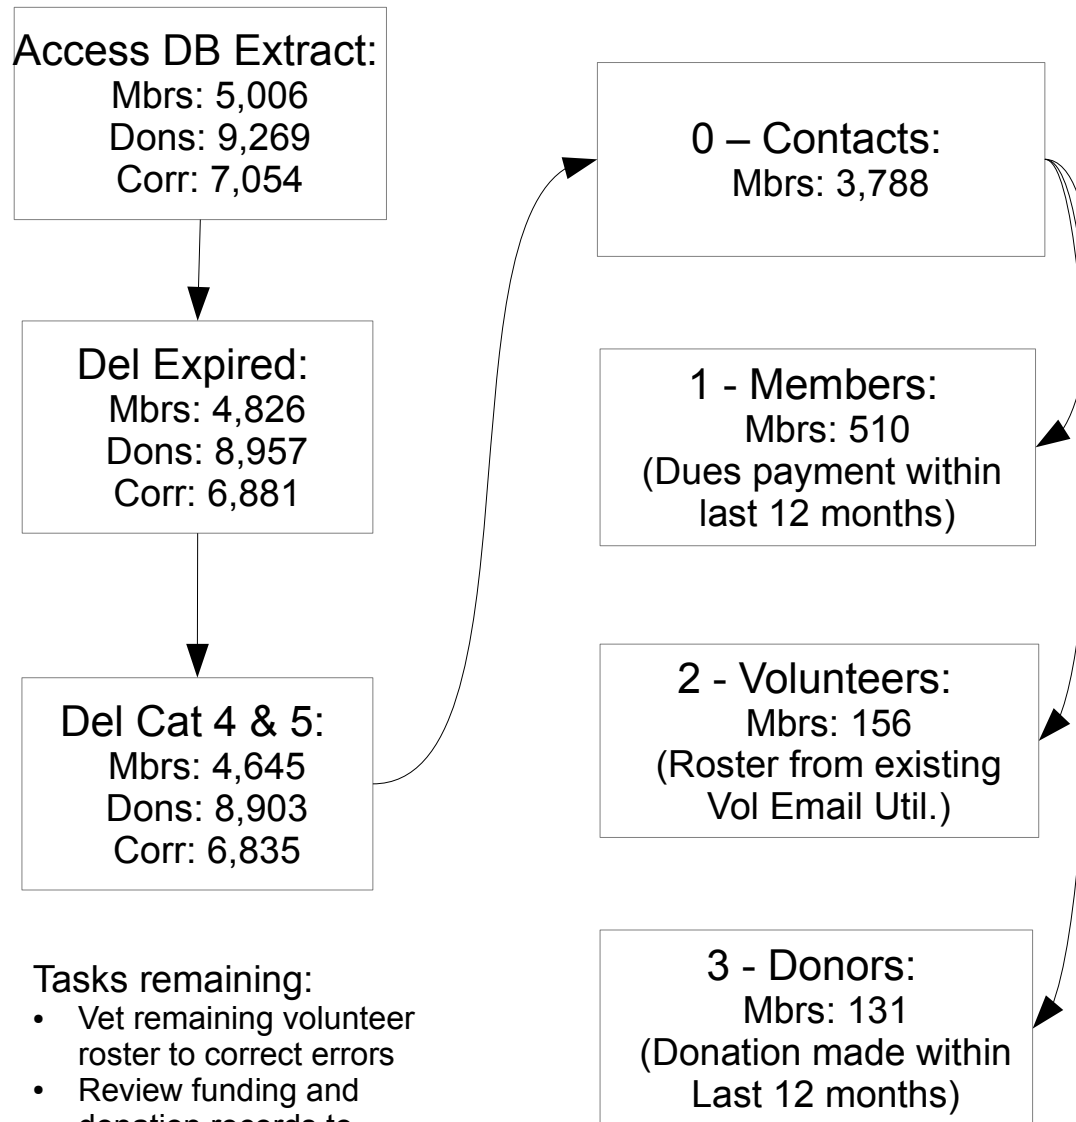 Access DB Extract:
Mbrs: 5,006
Dons: 9,269
Corr: 7,054
Del Expired:
Mbrs: 4,826
Dons: 8,957
Corr: 6,881
Del Cat 4 & 5:
Mbrs: 4,645
Dons: 8,903
Corr: 6,835
Tasks remaining:
• Vet remaining volunteer
roster to correct errors
• Review funding and
donation records to
0 – Contacts:
Mbrs: 3,788
1 - Members:
Mbrs: 510
(Dues payment within
last 12 months)
2 - Volunteers:
Mbrs: 156
(Roster from existing
Vol Email Util.)
3 - Donors:
Mbrs: 131
(Donation made within
Last 12 months)